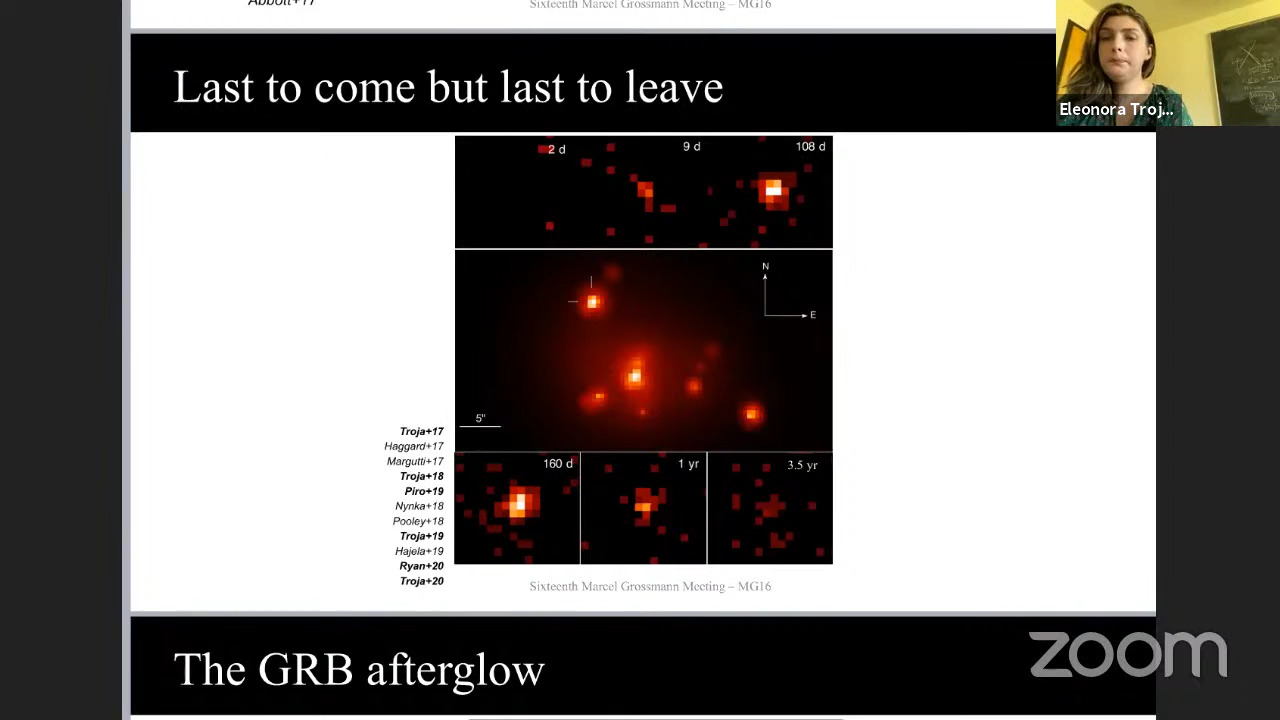 Abbott+17
Sixteenth Marcel Grossmann Meeting – MG16
Last to come but last to leave
Eleonora Troj...
2 d
9 d
108 d
N
E
5"
160 d
1 yr
3.5 yr
Troja+17
Haggard+17
Margutti+17
Troja+18
Piro+19
Nynka+18
Pooley+18
Troja+19
Hajela+19
Ryan+20
Troja+20
Sixteenth Marcel Grossmann Meeting – MG16
The GRB afterglow
zoom